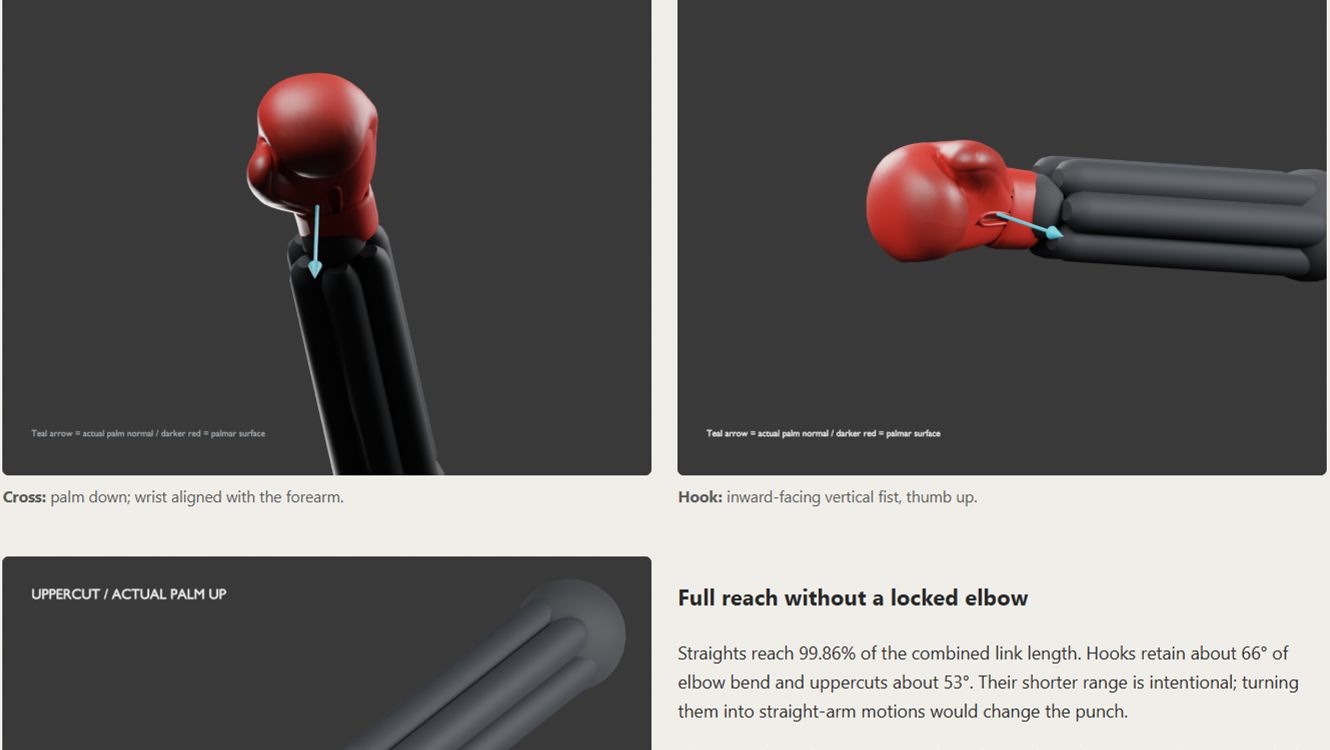 Teal arrow = actual palm normal / darker red = palmar surface
Teal arrow = actual palm normal / darker red = palmar surface
Cross: palm down; wrist aligned with the forearm.
Hook: inward-facing vertical fist, thumb up.
UPPERCUT / ACTUAL PALM UP
Full reach without a locked elbow
Straights reach 99.86% of the combined link length. Hooks retain about 66° of
elbow bend and uppercuts about 53°. Their shorter range is intentional; turning
them into straight-arm motions would change the punch.